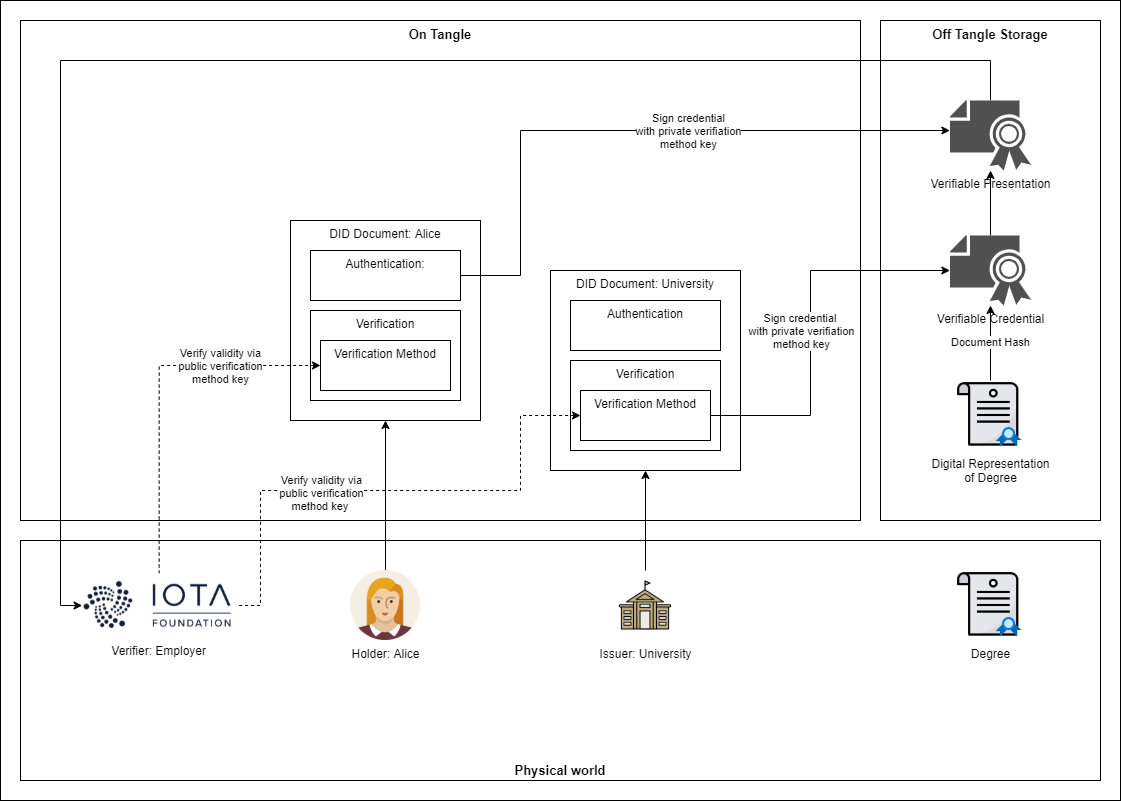 On Tangle
Off Tangle Storage
Sign credential
with private verifiation
method key
Verifiable Presentation
DID Document: Alice
Authentication:
Verification
Verification Method
DID Document: University
Authentication
Verification
Verification Method
Sign credential
with private verifiation
method key
Verifiable Credential
Document Hash
Verify validity via
public verification
method key
Verify validity via
public verification
method key
Digital Representation
of Degree
IOTA
FOUNDATION
Verifier: Employer
Holder: Alice
Issuer: University
Degree
Physical world